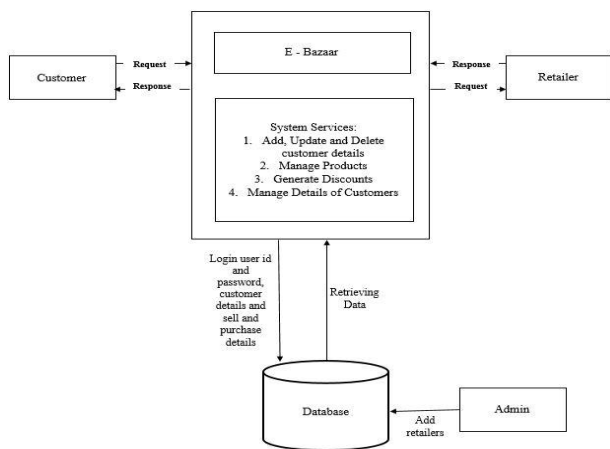 E - Bazaar
Customer
Request
Response
Response
Request
Retailer
System Services:
1. Add, Update and Delete
customer details
2. Manage Products
3. Generate Discounts
4. Manage Details of Customers
Login user id
and
password,
customer
details and
sell and
purchase
details
Retrieving
Data
Database
Add
retailers
Admin